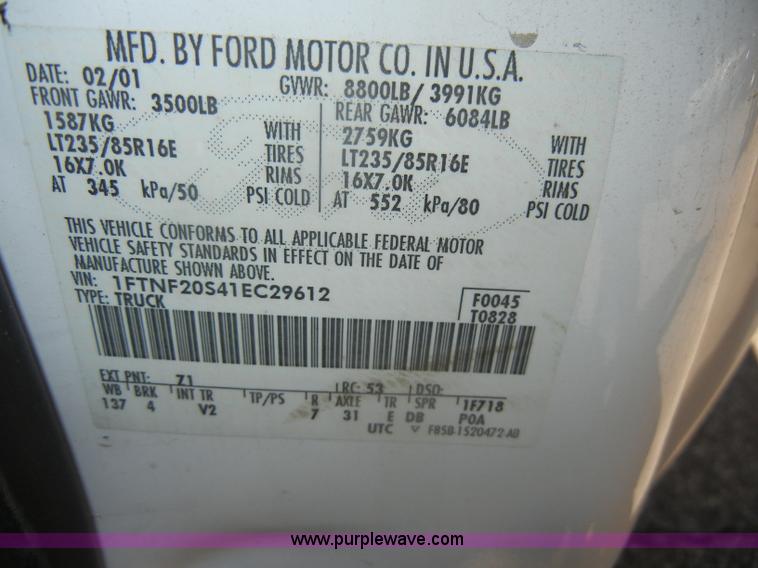 MFD. BY FORD MOTOR CO. IN U.S.A.
DATE: 02/01 GVWR: 8800LB/ 3991KG
FRONT GAWR: 3500LB REAR GAWR: 6084LB
1587KG WITH 2759KG WITH
LT235/85R16E TIRES LT235/85R16E TIRES
16X7.0K RIMS 16X7.0K RIMS
AT 345 kPa/50 PSI COLD AT 552 kPa/80 PSI COLD
THIS VEHICLE CONFORMS TO ALL APPLICABLE FEDERAL MOTOR
VEHICLE SAFETY STANDARDS IN EFFECT ON THE DATE OF
MANUFACTURE SHOWN ABOVE.
VIN: 1FTNF20S41EC29612 F0045
TYPE: TRUCK T0828
EXT PNT: 71 RC: 53 DSO:
WB BRK INT TR TP/PS R AXLE TR SPR 1F718
137 4 V2 7 31 E DB P0A
UTC F85B-1520472-AB
www.purplewave.com